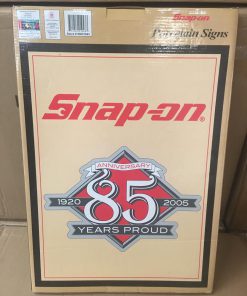 Snap-on
Porcelain Signs
Snap-on®
ANNIVERSARY
1920 85 2005
YEARS PROUD